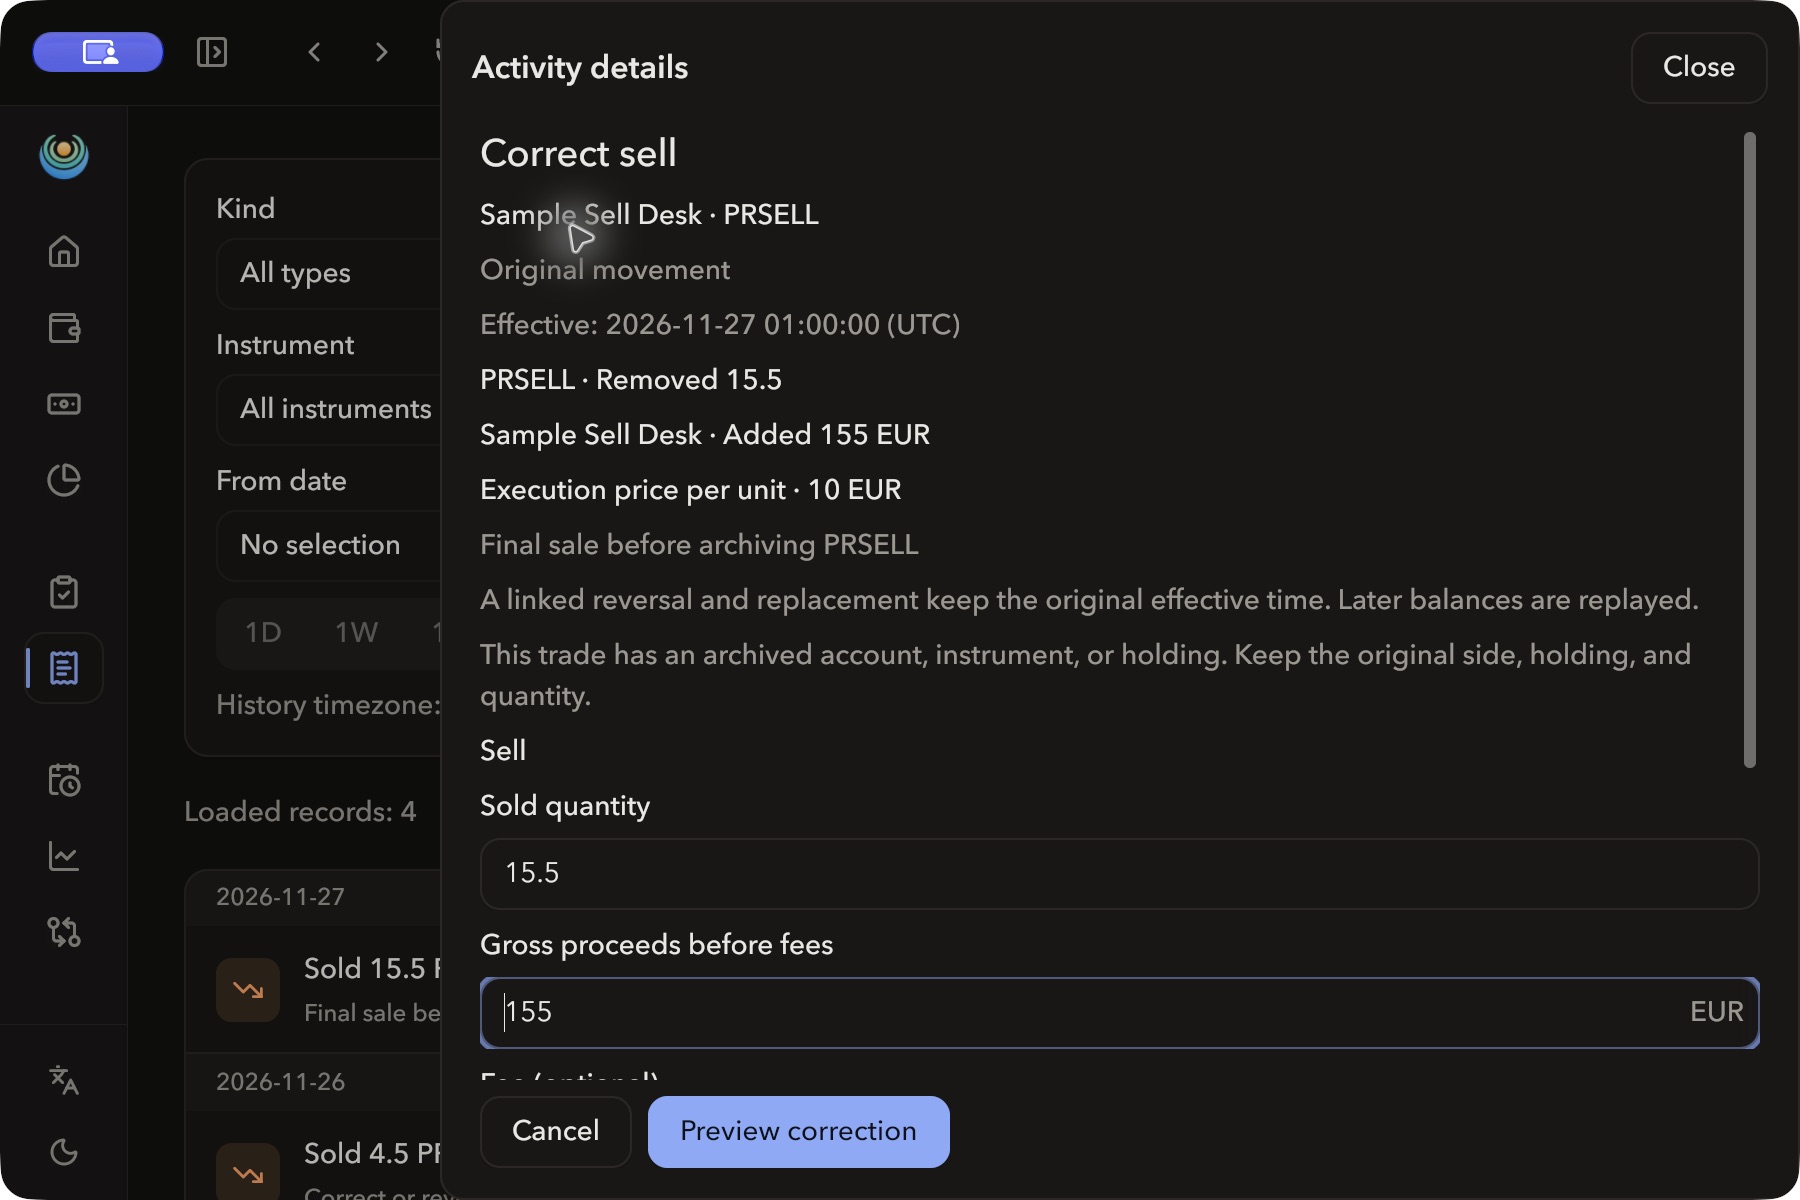 Activity details
Close
Correct sell
Sample Sell Desk · PRSELL
Original movement
Effective: 2026-11-27 01:00:00 (UTC)
PRSELL · Removed 15.5
Sample Sell Desk · Added 155 EUR
Execution price per unit · 10 EUR
Final sale before archiving PRSELL
A linked reversal and replacement keep the original effective time. Later balances are replayed.
This trade has an archived account, instrument, or holding. Keep the original side, holding, and
quantity.
Sell
Sold quantity
15.5
Gross proceeds before fees
155 EUR
Fee (optional)
Cancel
Preview correction
Kind
All types
Instrument
All instruments
From date
No selection
1D 1W 1
History timezone:
Loaded records: 4
2026-11-27
Sold 15.5
Final sale be
2026-11-26
Sold 4.5
Correct or